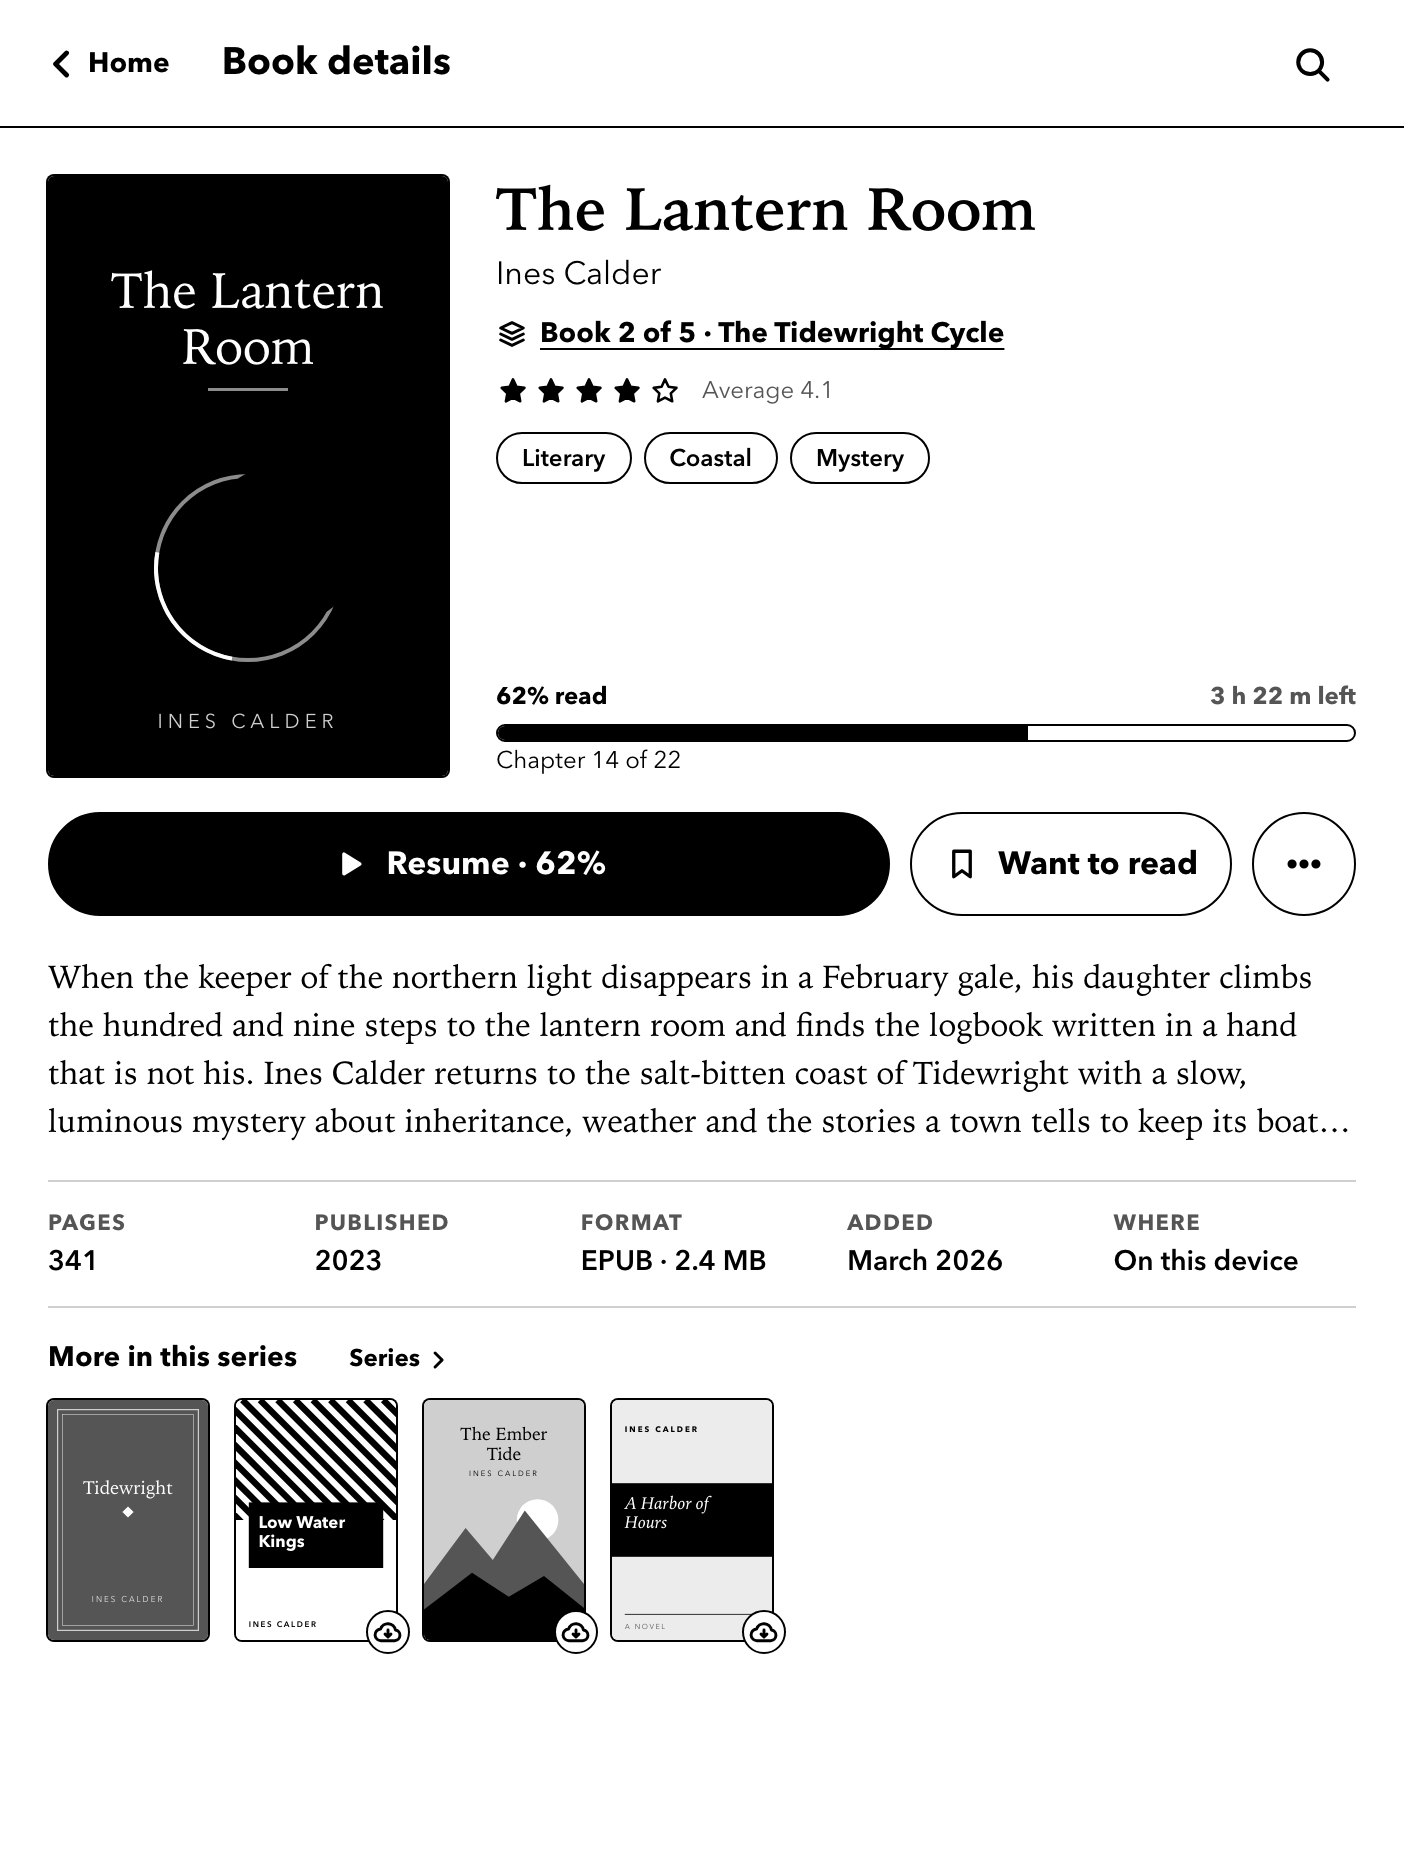 Home
Book details
The Lantern
Room
INES CALDER
The Lantern Room
Ines Calder
Book 2 of 5 · The Tidewright Cycle
Average 4.1
Literary
Coastal
Mystery
62% read
3 h 22 m left
Chapter 14 of 22
Resume · 62%
Want to read
When the keeper of the northern light disappears in a February gale, his daughter climbs
the hundred and nine steps to the lantern room and finds the logbook written in a hand
that is not his. Ines Calder returns to the salt-bitten coast of Tidewright with a slow,
luminous mystery about inheritance, weather and the stories a town tells to keep its boat…
PAGES
341
PUBLISHED
2023
FORMAT
EPUB · 2.4 MB
ADDED
March 2026
WHERE
On this device
More in this series
Series
Tidewright
INES CALDER
Low Water
Kings
INES CALDER
The Ember
Tide
INES CALDER
INES CALDER
A Harbor of
Hours
A NOVEL